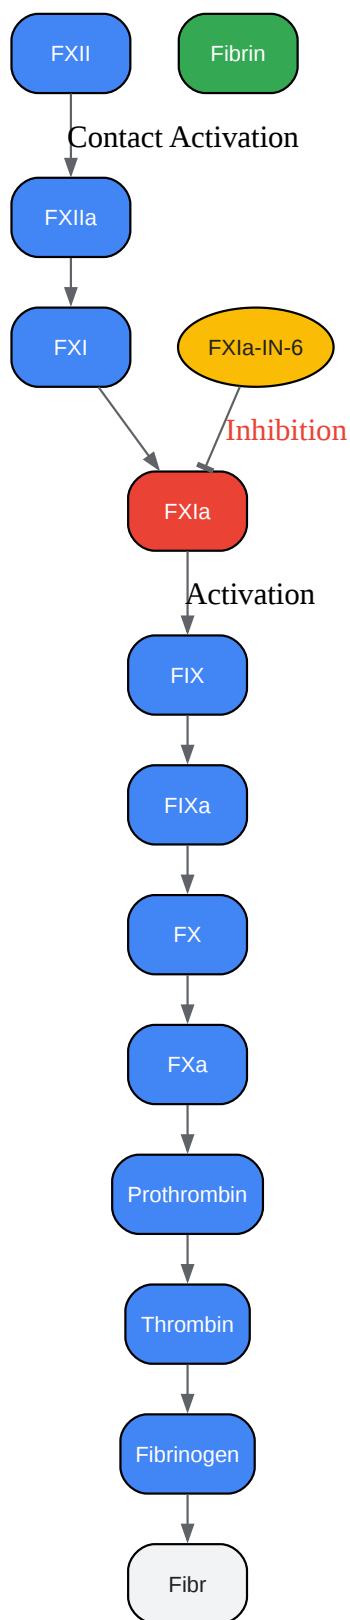 FXII
Fibrin
Contact Activation
FXIIa
FXI
FXIa-IN-6
Inhibition
FXIa
Activation
FIX
FIXa
FX
FXa
Prothrombin
Thrombin
Fibrinogen
Fibr